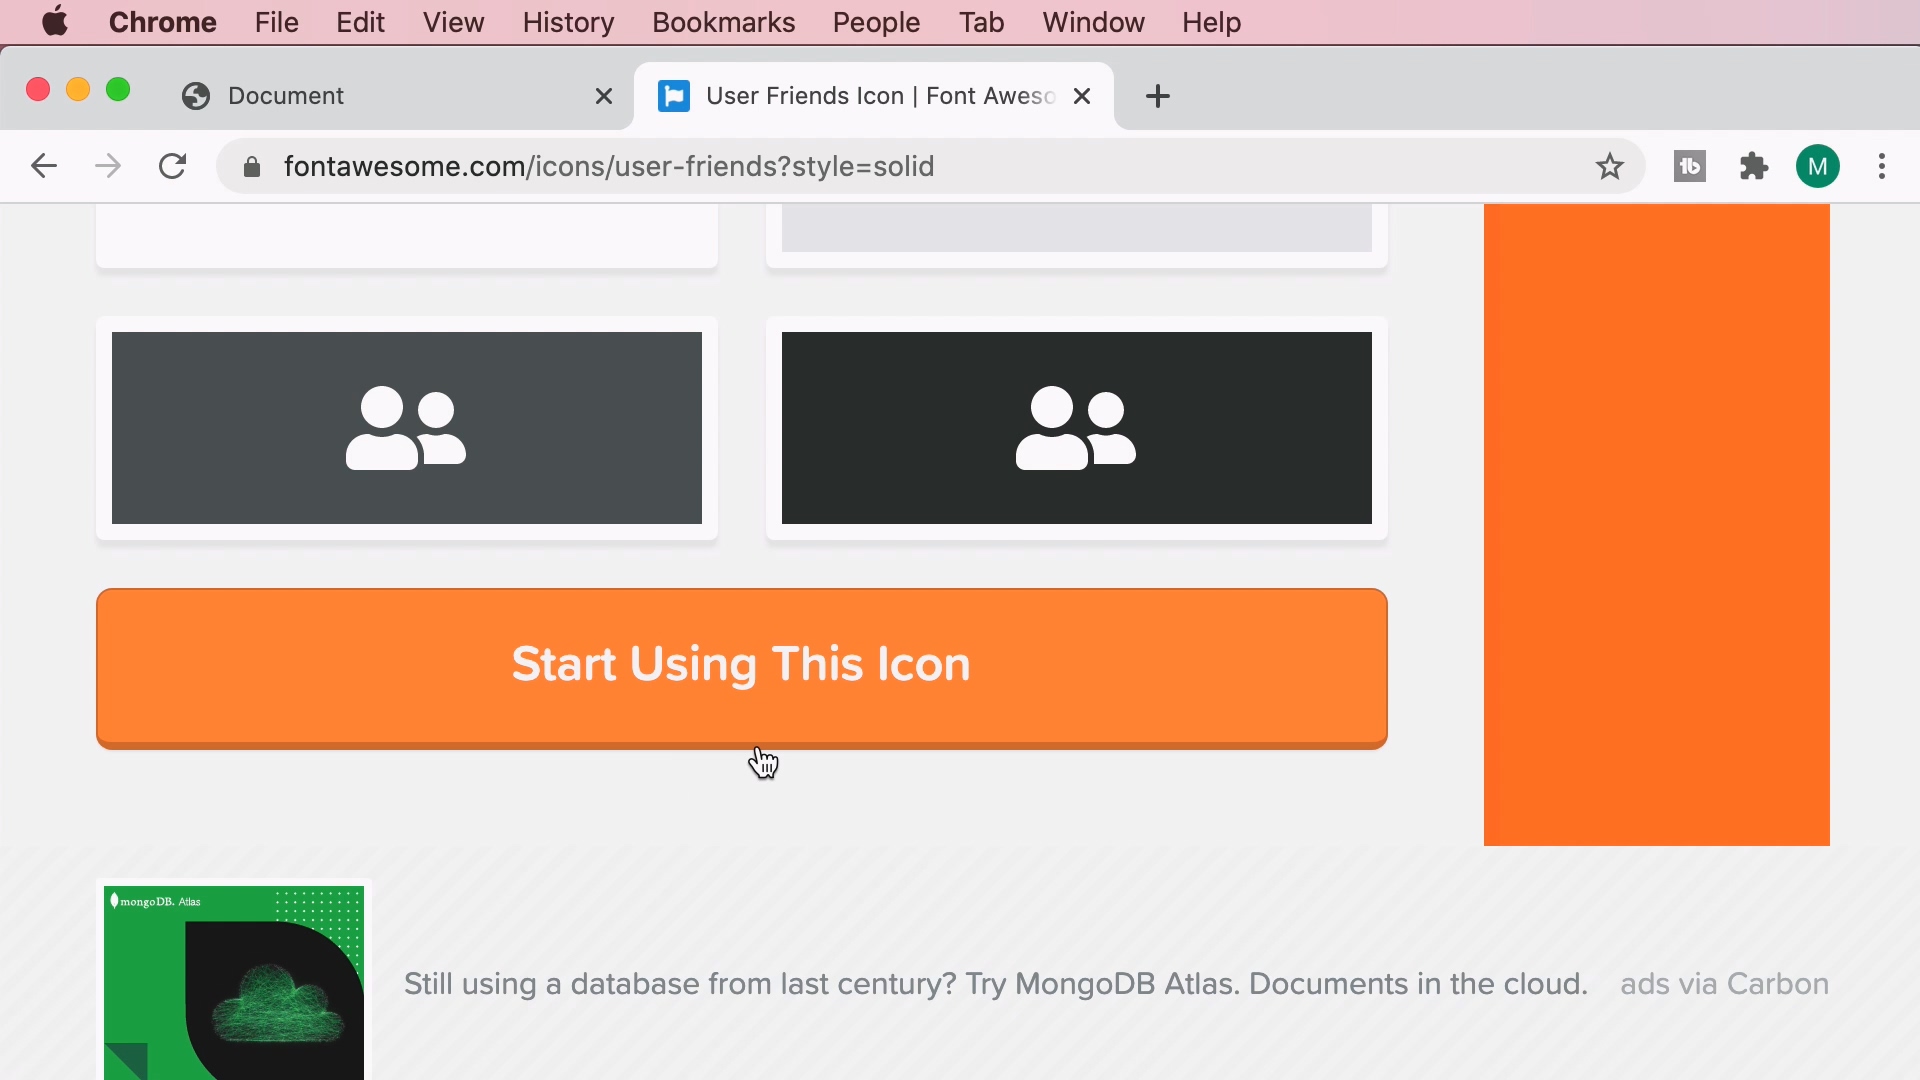 Chrome File Edit View History Bookmarks People Tab Window Help
Document
User Friends Icon | Font Aweso
fontawesome.com/icons/user-friends?style=solid
tb
M
Start Using This Icon
mongoDB. Atlas
Still using a database from last century? Try MongoDB Atlas. Documents in the cloud.
ads via Carbon